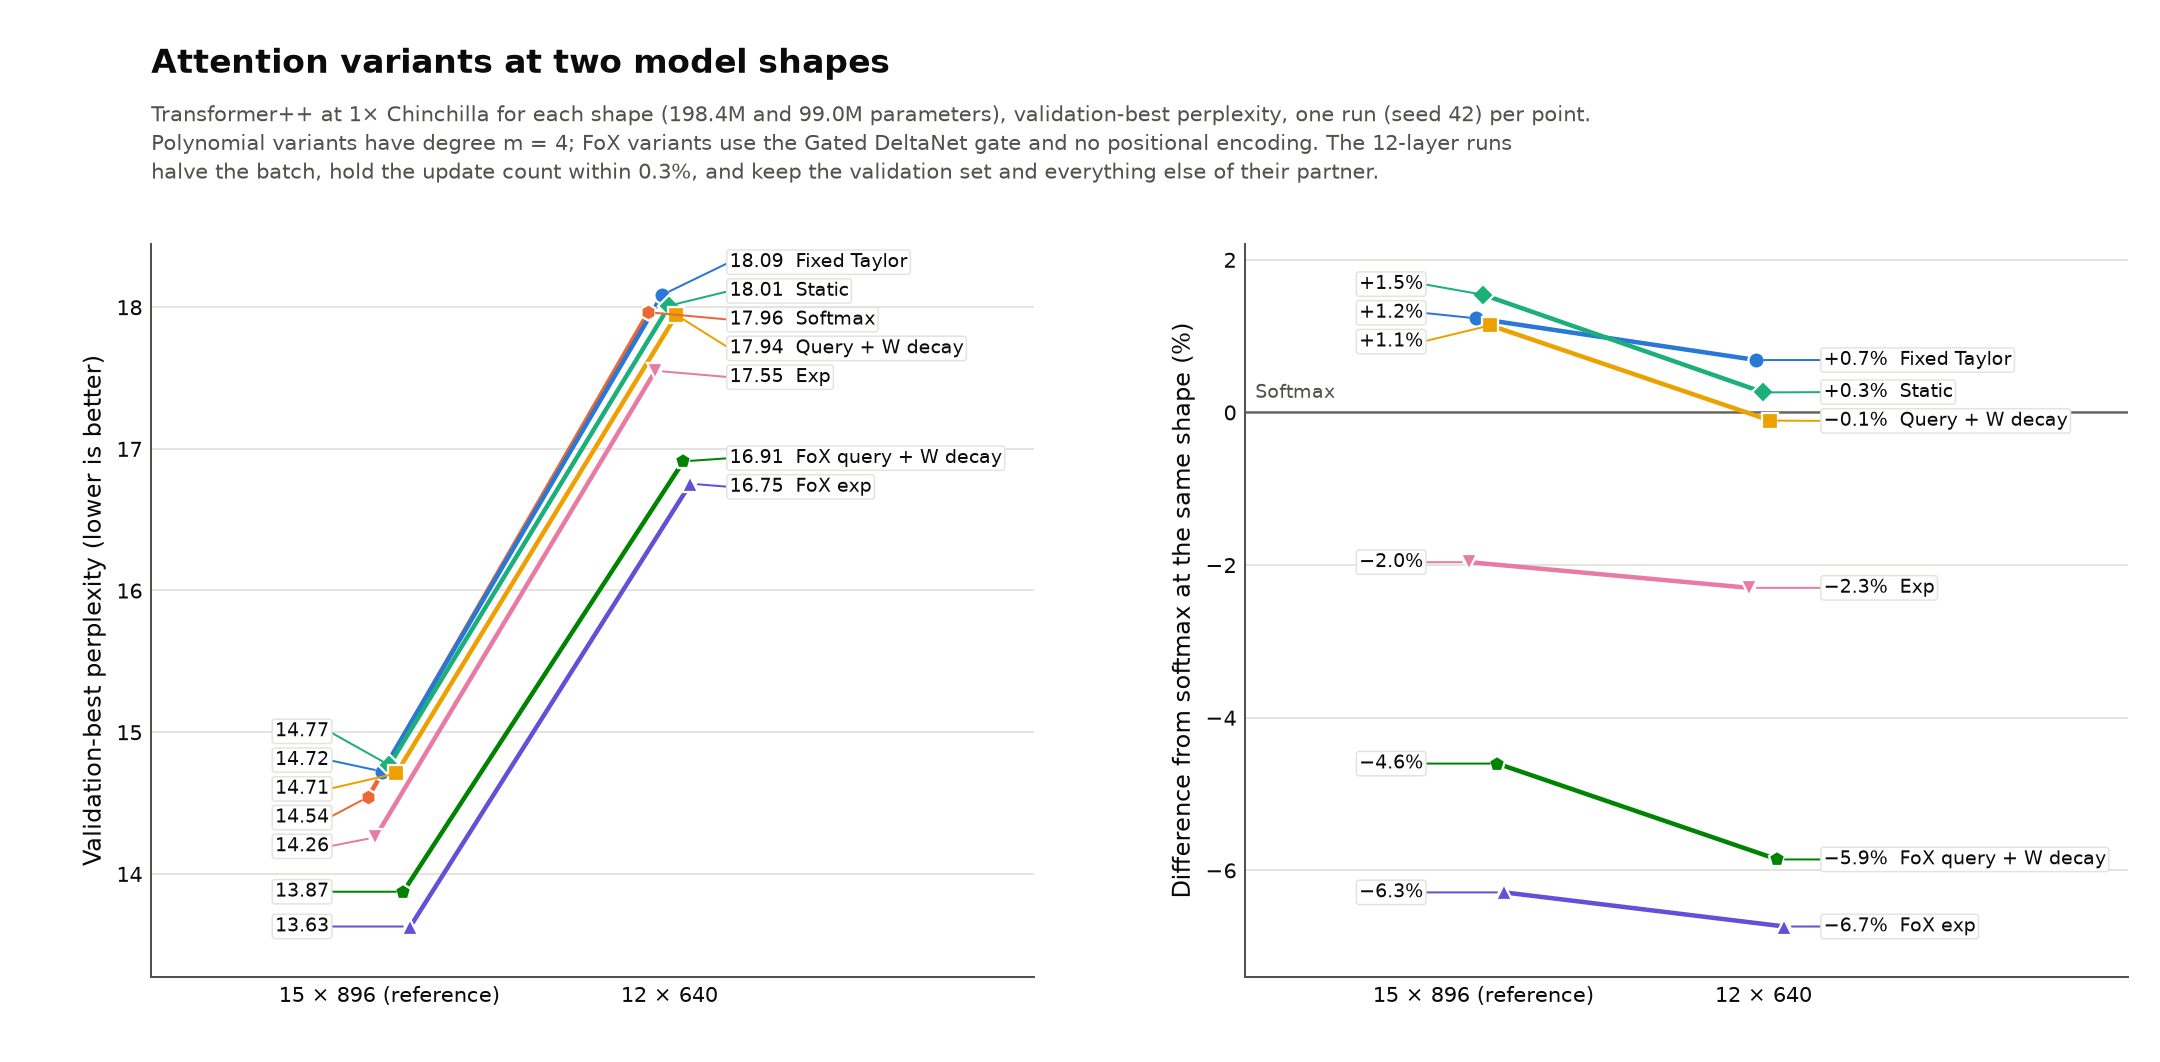 Attention variants at two model shapes
Transformer++ at 1× Chinchilla for each shape (198.4M and 99.0M parameters), validation-best perplexity, one run (seed 42) per point.
Polynomial variants have degree m = 4; FoX variants use the Gated DeltaNet gate and no positional encoding. The 12-layer runs
halve the batch, hold the update count within 0.3%, and keep the validation set and everything else of their partner.
Validation-best perplexity (lower is better)
18
17
16
15
14
14.77
14.72
14.71
14.54
14.26
13.87
13.63
18.09 Fixed Taylor
18.01 Static
17.96 Softmax
17.94 Query + W decay
17.55 Exp
16.91 FoX query + W decay
16.75 FoX exp
15 × 896 (reference)
12 × 640
Difference from softmax at the same shape (%)
2
0
−2
−4
−6
Softmax
+1.5%
+1.2%
+1.1%
−2.0%
−4.6%
−6.3%
+0.7% Fixed Taylor
+0.3% Static
−0.1% Query + W decay
−2.3% Exp
−5.9% FoX query + W decay
−6.7% FoX exp
15 × 896 (reference)
12 × 640